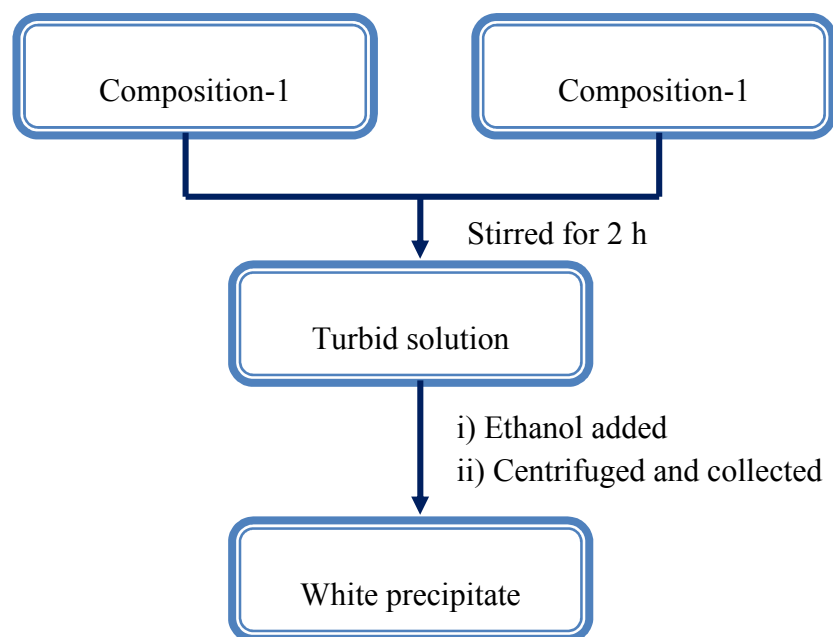 Composition-1
Composition-1
Stirred for 2 h
Turbid solution
i) Ethanol added
ii) Centrifuged and collected
White precipitate